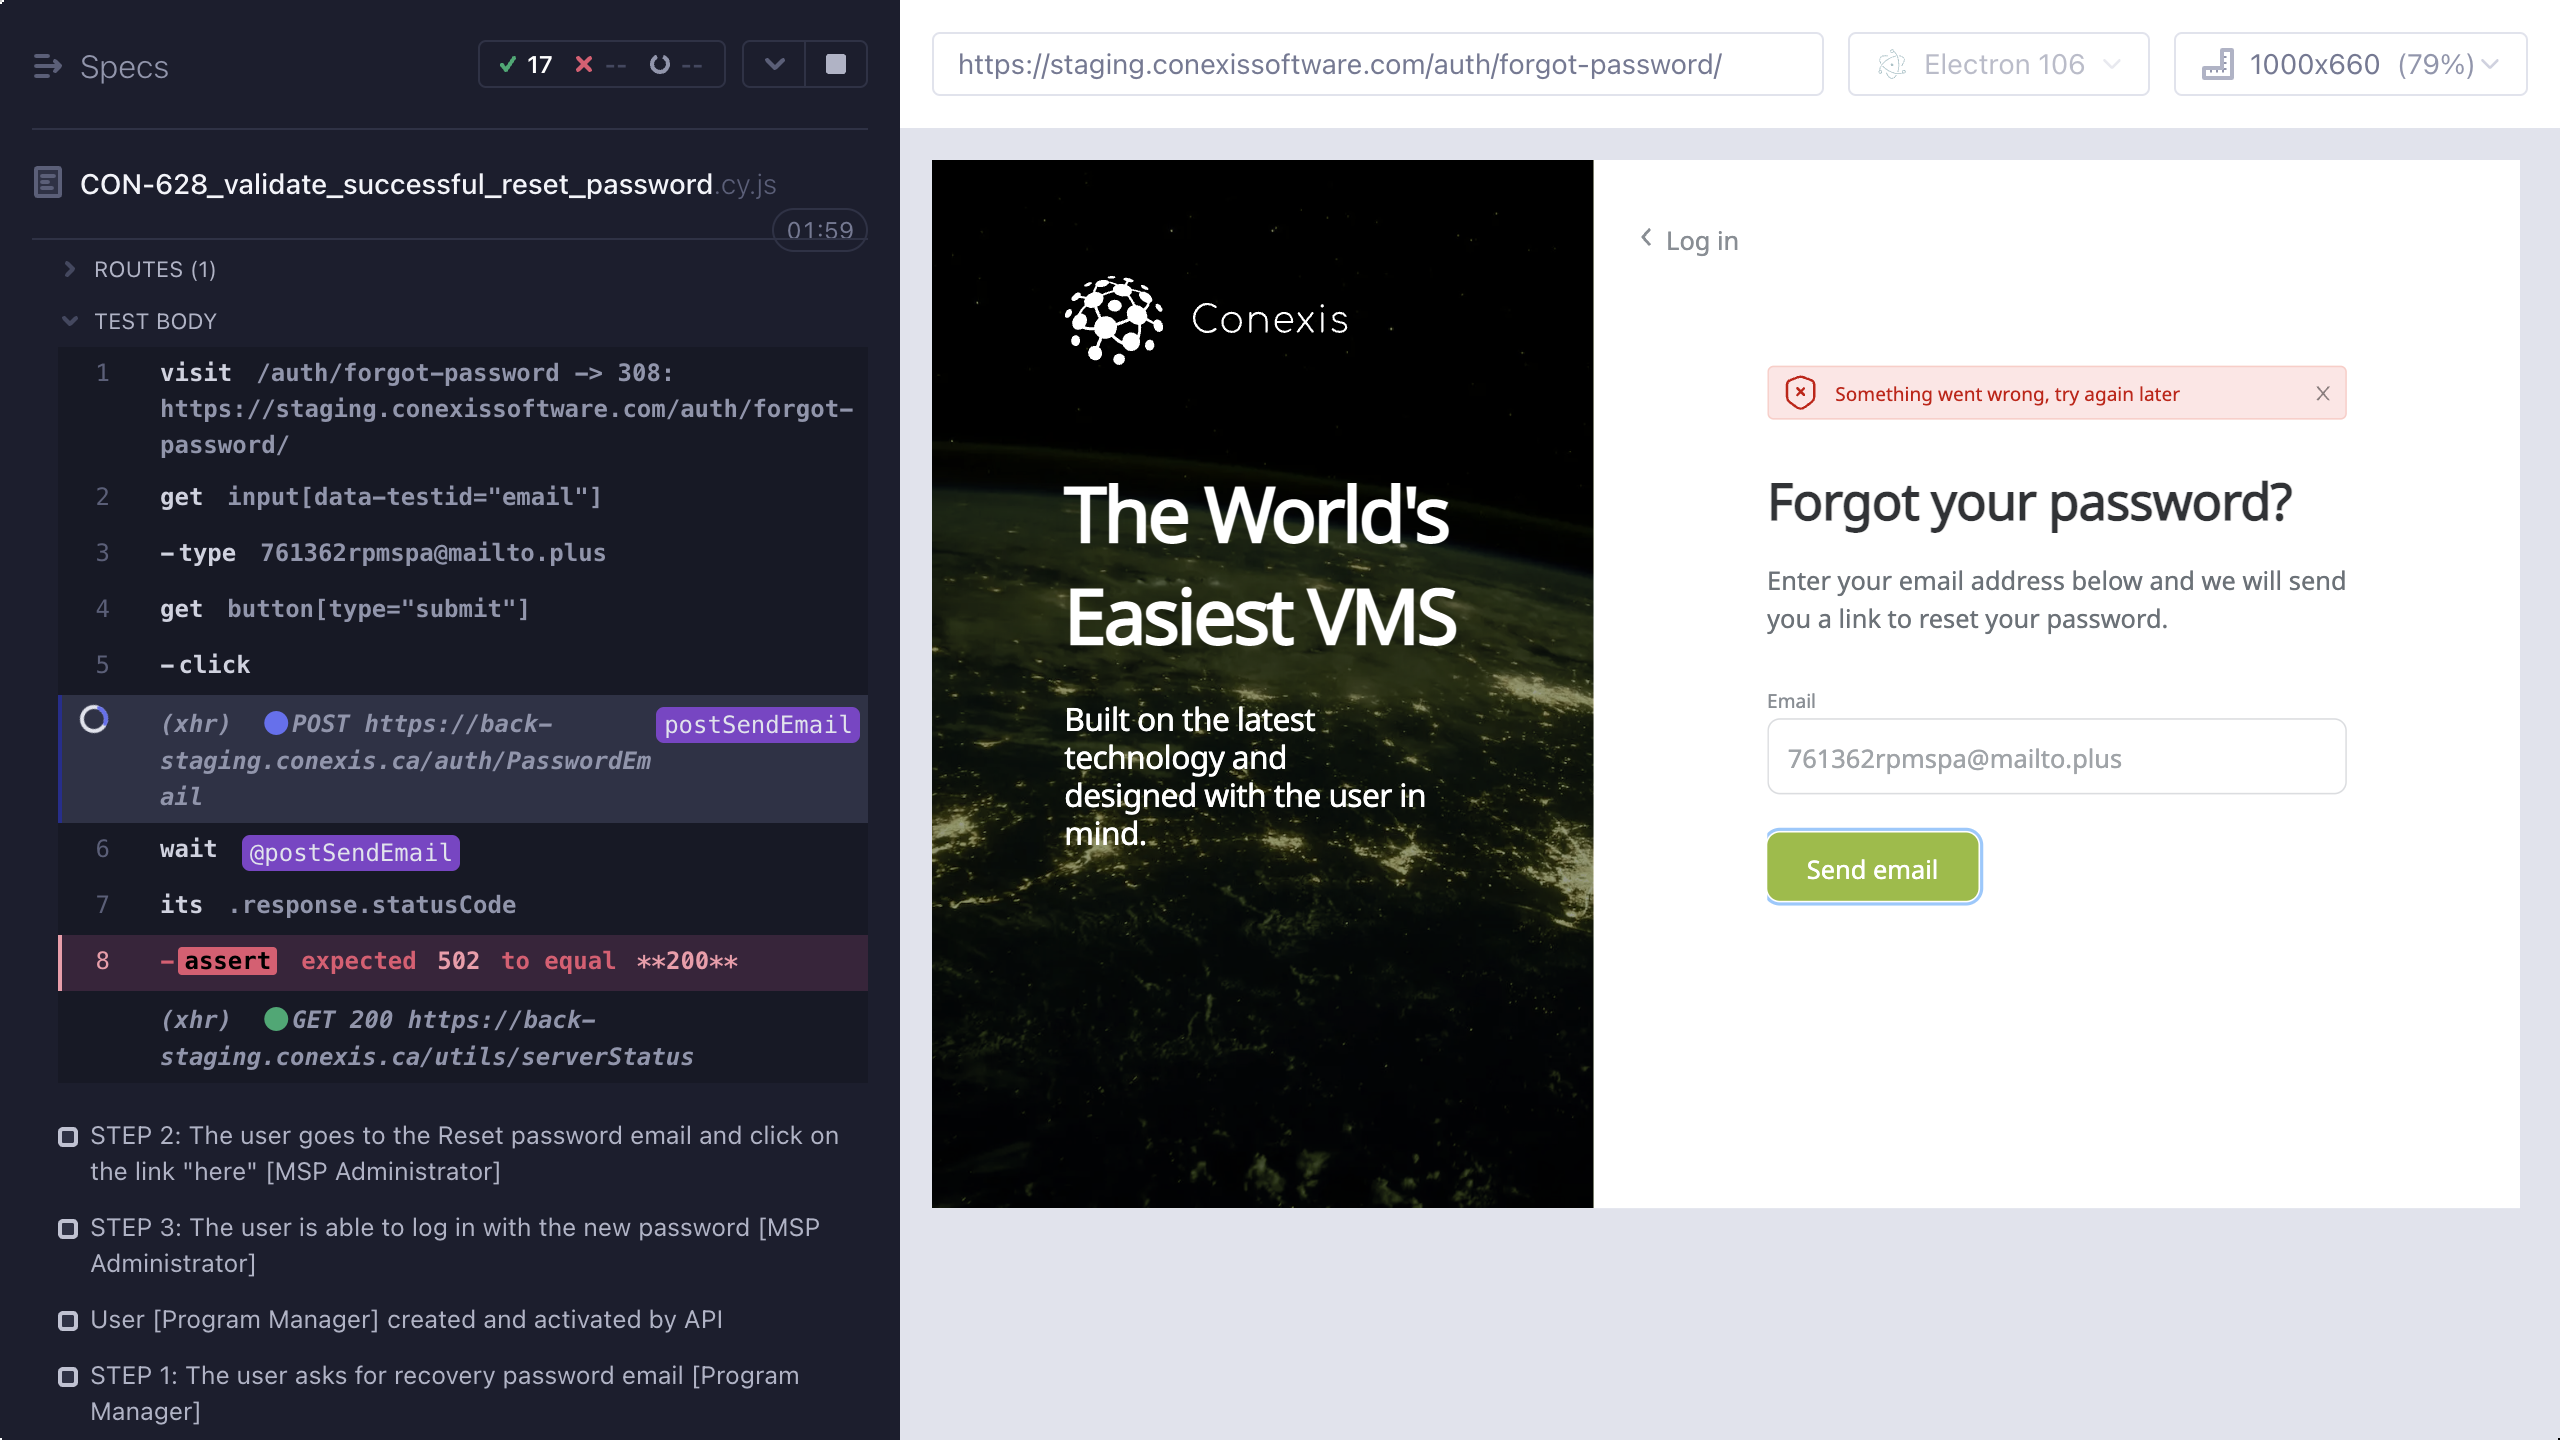 Specs
17 -- --
CON-628_validate_successful_reset_password.cy.js
01:59
ROUTES (1)
TEST BODY
1 visit /auth/forgot-password -> 308:
https://staging.conexissoftware.com/auth/forgot-
password/
2 get input[data-testid="email"]
3 -type 761362rpmspa@mailto.plus
4 get button[type="submit"]
5 -click
(xhr) POST https://back- postSendEmail
staging.conexis.ca/auth/PasswordEm
ail
6 wait @postSendEmail
7 its .response.statusCode
8 -assert expected 502 to equal **200**
(xhr) GET 200 https://back-
staging.conexis.ca/utils/serverStatus
STEP 2: The user goes to the Reset password email and click on
the link "here" [MSP Administrator]
STEP 3: The user is able to log in with the new password [MSP
Administrator]
User [Program Manager] created and activated by API
STEP 1: The user asks for recovery password email [Program
Manager]
https://staging.conexissoftware.com/auth/forgot-password/
Electron 106
1000x660 (79%)
Conexis
The World's
Easiest VMS
Built on the latest
technology and
designed with the user in
mind.
Log in
Something went wrong, try again later
Forgot your password?
Enter your email address below and we will send
you a link to reset your password.
Email
761362rpmspa@mailto.plus
Send email